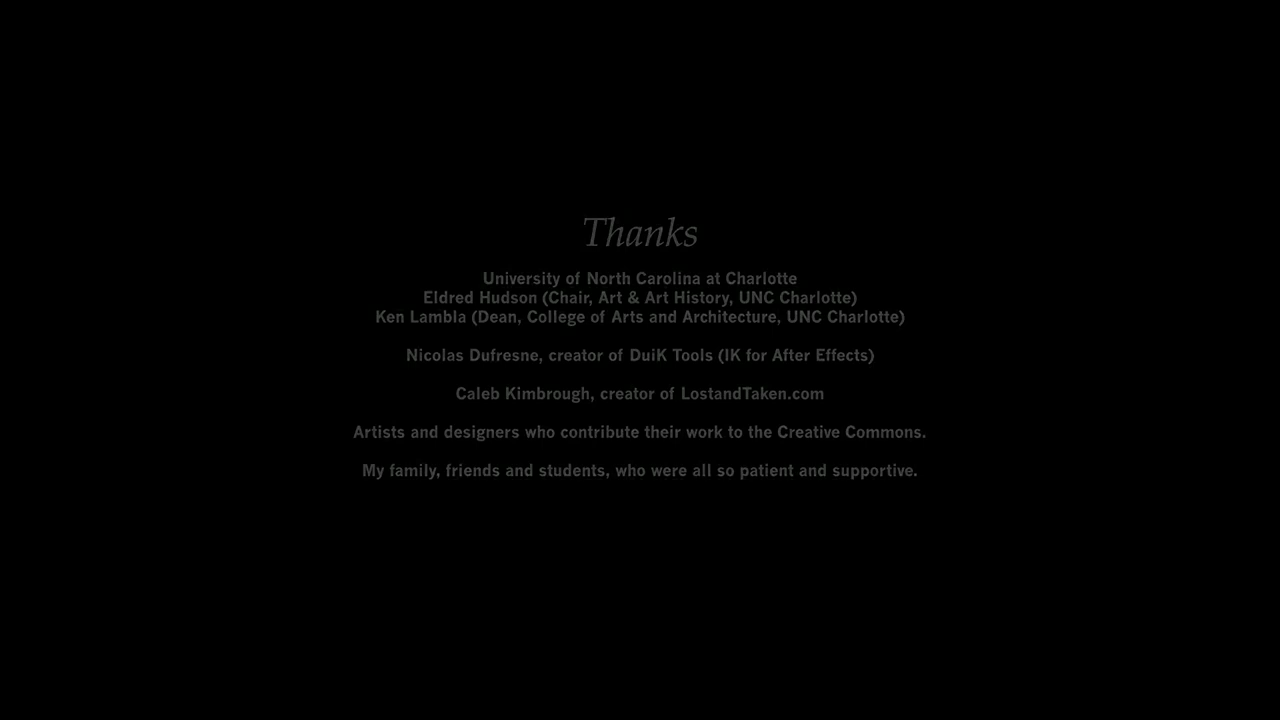 Thanks
University of North Carolina at Charlotte
Eldred Hudson (Chair, Art & Art History, UNC Charlotte)
Ken Lambla (Dean, College of Arts and Architecture, UNC Charlotte)
Nicolas Dufresne, creator of DuiK Tools (IK for After Effects)
Caleb Kimbrough, creator of LostandTaken.com
Artists and designers who contribute their work to the Creative Commons.
My family, friends and students, who were all so patient and supportive.